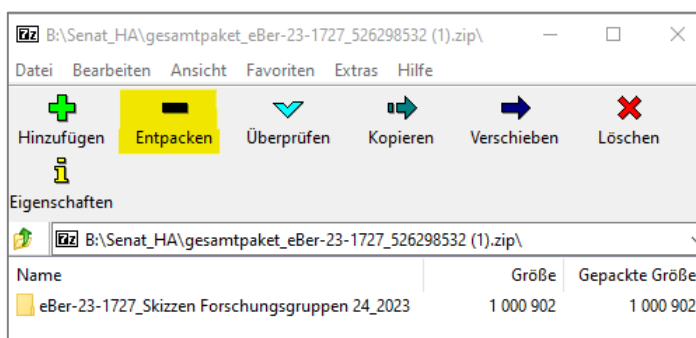 7z B:\Senat_HA\gesamtpaket_eBer-23-1727_526298532 (1).zip\
Datei Bearbeiten Ansicht Favoriten Extras Hilfe
Hinzufügen Entpacken Überprüfen Kopieren Verschieben Löschen
Eigenschaften
7z B:\Senat_HA\gesamtpaket_eBer-23-1727_526298532 (1).zip\
Name Größe Gepackte Größe
eBer-23-1727_Skizzen Forschungsgruppen 24_2023 1 000 902 1 000 902